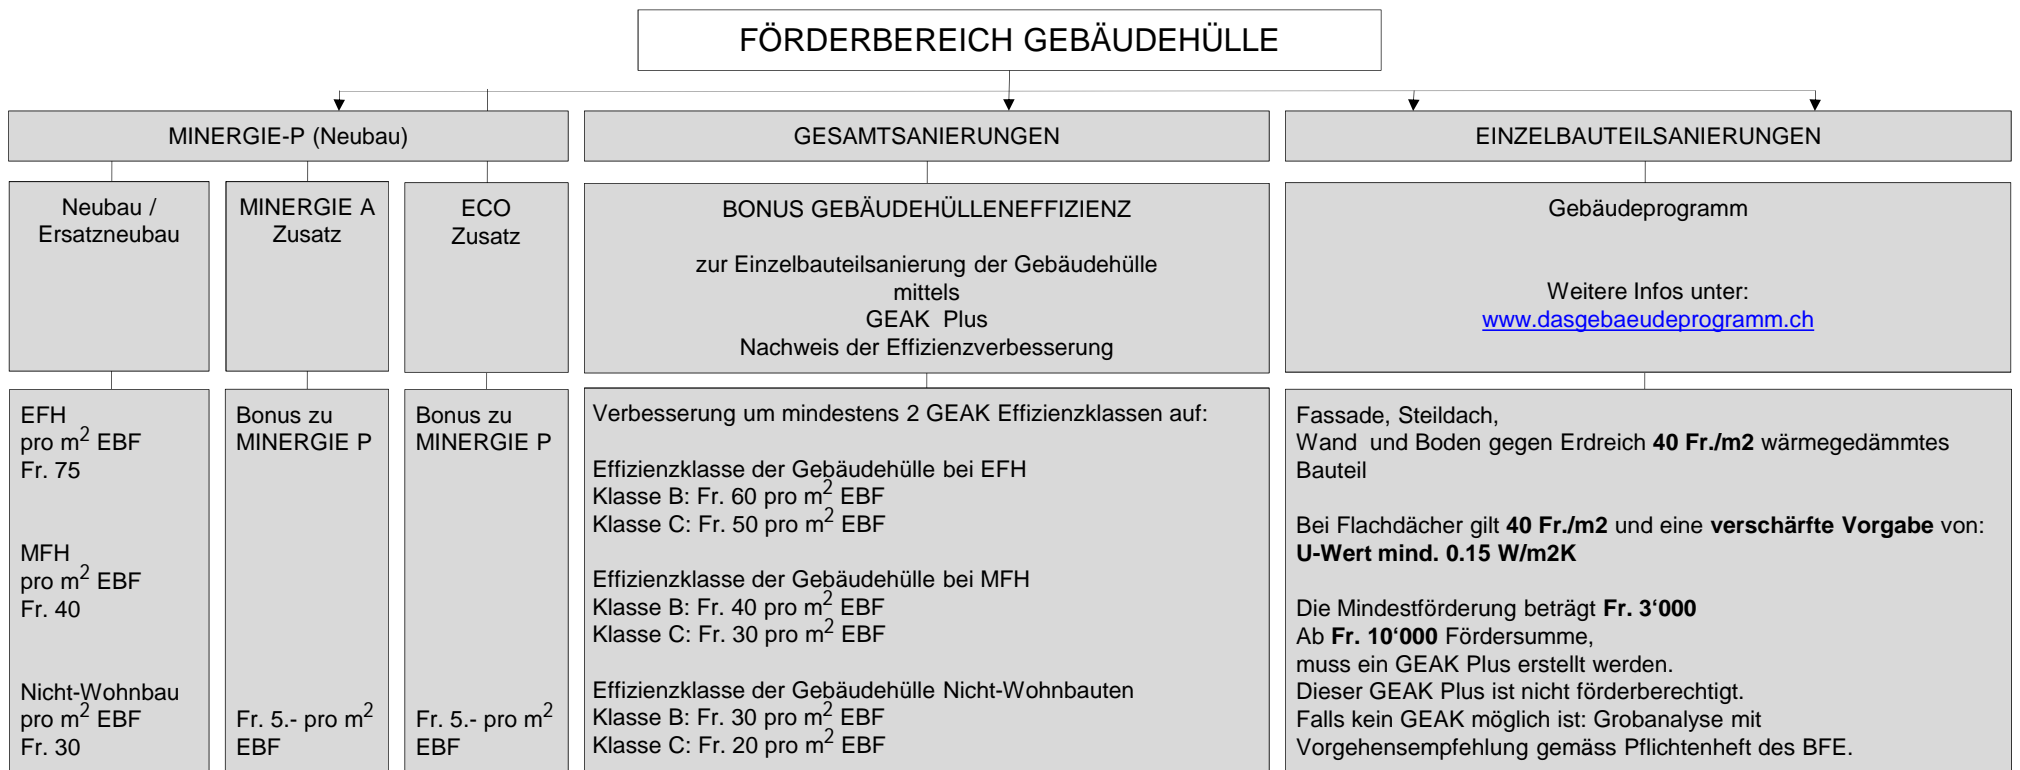 FÖRDERBEREICH GEBÄUDEHÜLLE
MINERGIE-P (Neubau)
Neubau /
Ersatzneubau
EFH
pro m² EBF
Fr. 75
MFH
pro m² EBF
Fr. 40
Nicht-Wohnbau
pro m² EBF
Fr. 30
MINERGIE A
Zusatz
Bonus zu
MINERGIE P
Fr. 5.- pro m²
EBF
ECO
Zusatz
Bonus zu
MINERGIE P
Fr. 5.- pro m²
EBF
GESAMTSANIERUNGEN
BONUS GEBÄUDEHÜLLENEFFIZIENZ
zur Einzelbauteilsanierung der Gebäudehülle
mittels
GEAK Plus
Nachweis der Effizienzverbesserung
Verbesserung um mindestens 2 GEAK Effizienzklassen auf:
Effizienzklasse der Gebäudehülle bei EFH
Klasse B: Fr. 60 pro m² EBF
Klasse C: Fr. 50 pro m² EBF
Effizienzklasse der Gebäudehülle bei MFH
Klasse B: Fr. 40 pro m² EBF
Klasse C: Fr. 30 pro m² EBF
Effizienzklasse der Gebäudehülle Nicht-Wohnbauten
Klasse B: Fr. 30 pro m² EBF
Klasse C: Fr. 20 pro m² EBF
EINZELBAUTEILSANIERUNGEN
Gebäudeprogramm
Weitere Infos unter:
www.dasgebaeudeprogramm.ch
Fassade, Steildach,
Wand und Boden gegen Erdreich 40 Fr./m2 wärmegedämmtes
Bauteil
Bei Flachdächer gilt 40 Fr./m2 und eine verschärfte Vorgabe von:
U-Wert mind. 0.15 W/m2K
Die Mindestförderung beträgt Fr. 3‘000
Ab Fr. 10‘000 Fördersumme,
muss ein GEAK Plus erstellt werden.
Dieser GEAK Plus ist nicht förderberechtigt.
Falls kein GEAK möglich ist: Grobanalyse mit
Vorgehensempfehlung gemäss Pflichtenheft des BFE.